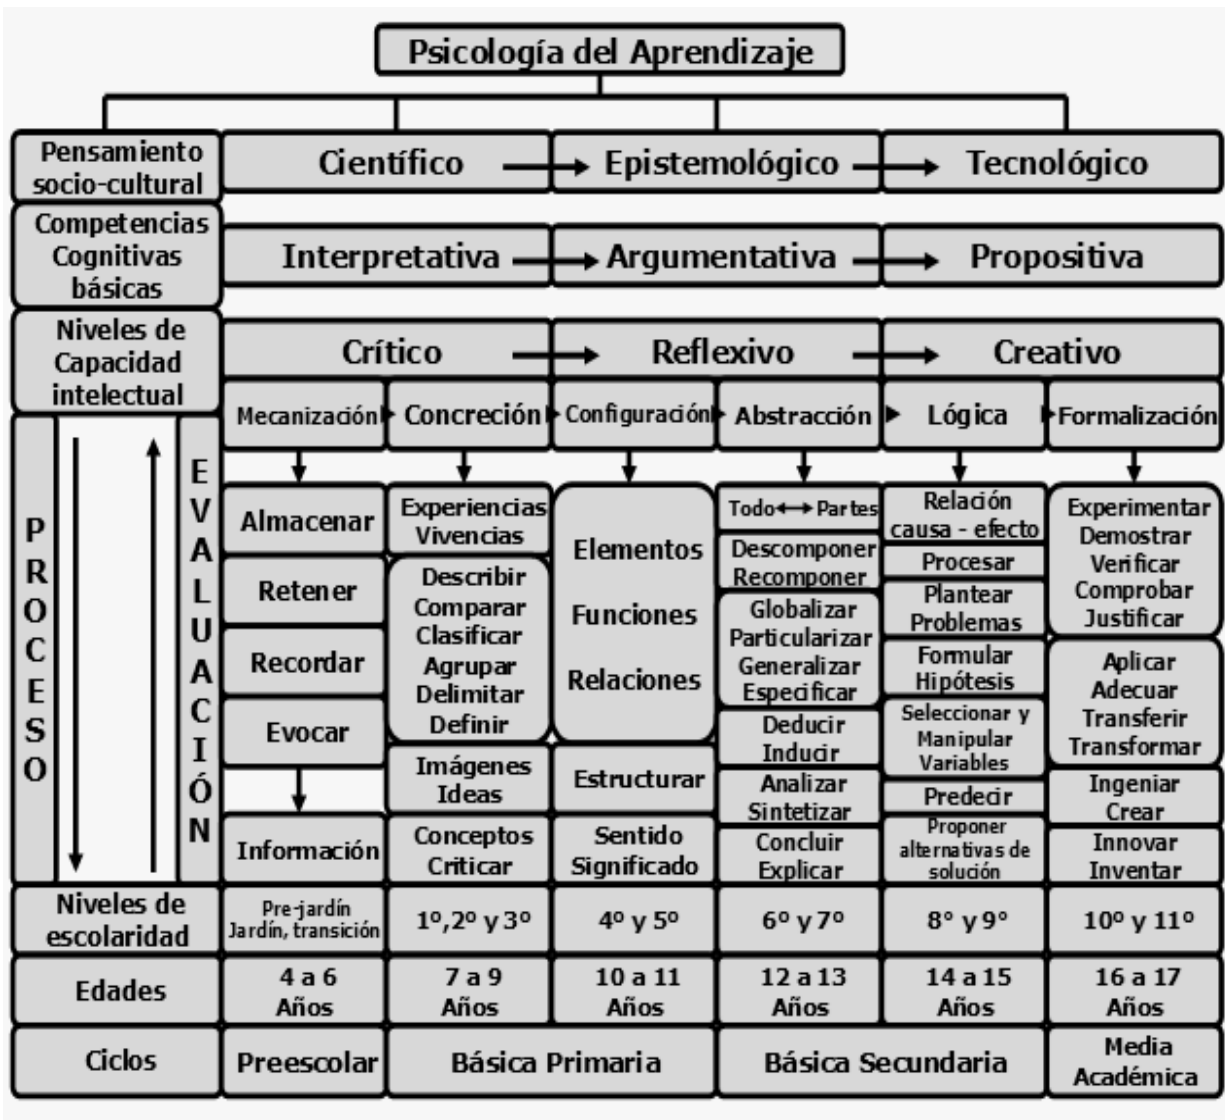 Psicología del Aprendizaje
Pensamiento
socio-cultural
Científico
Epistemológico
Tecnológico
Competencias
Cognitivas
básicas
Interpretativa
Argumentativa
Propositiva
Niveles de
Capacidad
intelectual
Crítico
Reflexivo
Creativo
Mecanización
Concreción
Configuración
Abstracción
Lógica
Formalización
PROCESO
EVALUACIÓN
Almacenar
Retener
Recordar
Evocar
Información
Experiencias
Vivencias
Describir
Comparar
Clasificar
Agrupar
Delimitar
Definir
Imágenes
Ideas
Conceptos
Criticar
Elementos
Funciones
Relaciones
Estructurar
Sentido
Significado
Todo Partes
Descomponer
Recomponer
Globalizar
Particularizar
Generalizar
Especificar
Deducir
Inducir
Analizar
Sintetizar
Concluir
Explicar
Relación
causa - efecto
Procesar
Plantear
Problemas
Formular
Hipótesis
Seleccionar y
Manipular
Variables
Predecir
Proponer
alternativas de
solución
Experimentar
Demostrar
Verificar
Comprobar
Justificar
Aplicar
Adecuar
Transferir
Transformar
Ingeniar
Crear
Innovar
Inventar
Niveles de
escolaridad
Pre-jardín
Jardín, transición
1º,2º y 3º
4º y 5º
6º y 7º
8° y 9°
10º y 11º
Edades
4 a 6
Años
7 a 9
Años
10 a 11
Años
12 a 13
Años
14 a 15
Años
16 a 17
Años
Ciclos
Preescolar
Básica Primaria
Básica Secundaria
Media
Académica